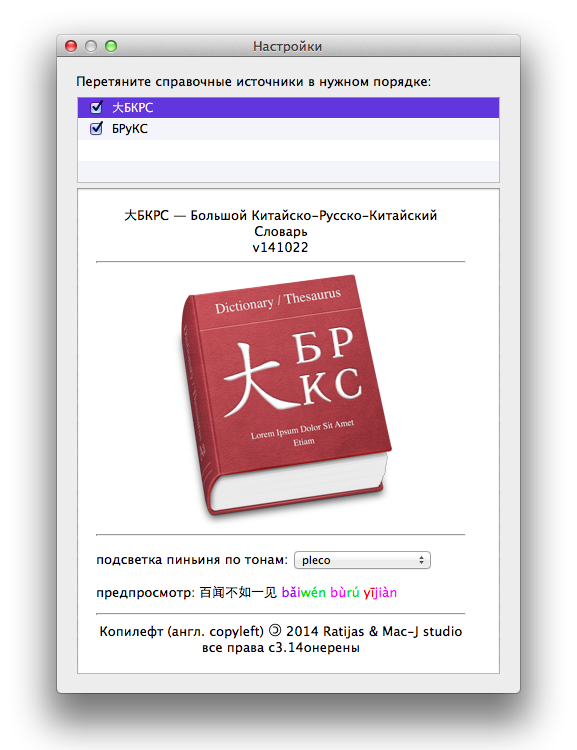 Настройки
Перетяните справочные источники в нужном порядке:
大БКРС
БРуКС
大БКРС — Большой Китайско-Русско-Китайский
Словарь
v141022
Dictionary / Thesaurus
大 БР
КС
Lorem Ipsum Dolor Sit Amet
Etiam
подсветка пиньиня по тонам: pleco
предпросмотр: 百闻不如一见 bǎiwén bùrú yījiàn
Копилефт (англ. copyleft) 🄯 2014 Ratijas & Mac-J studio
все права с3.14онерены